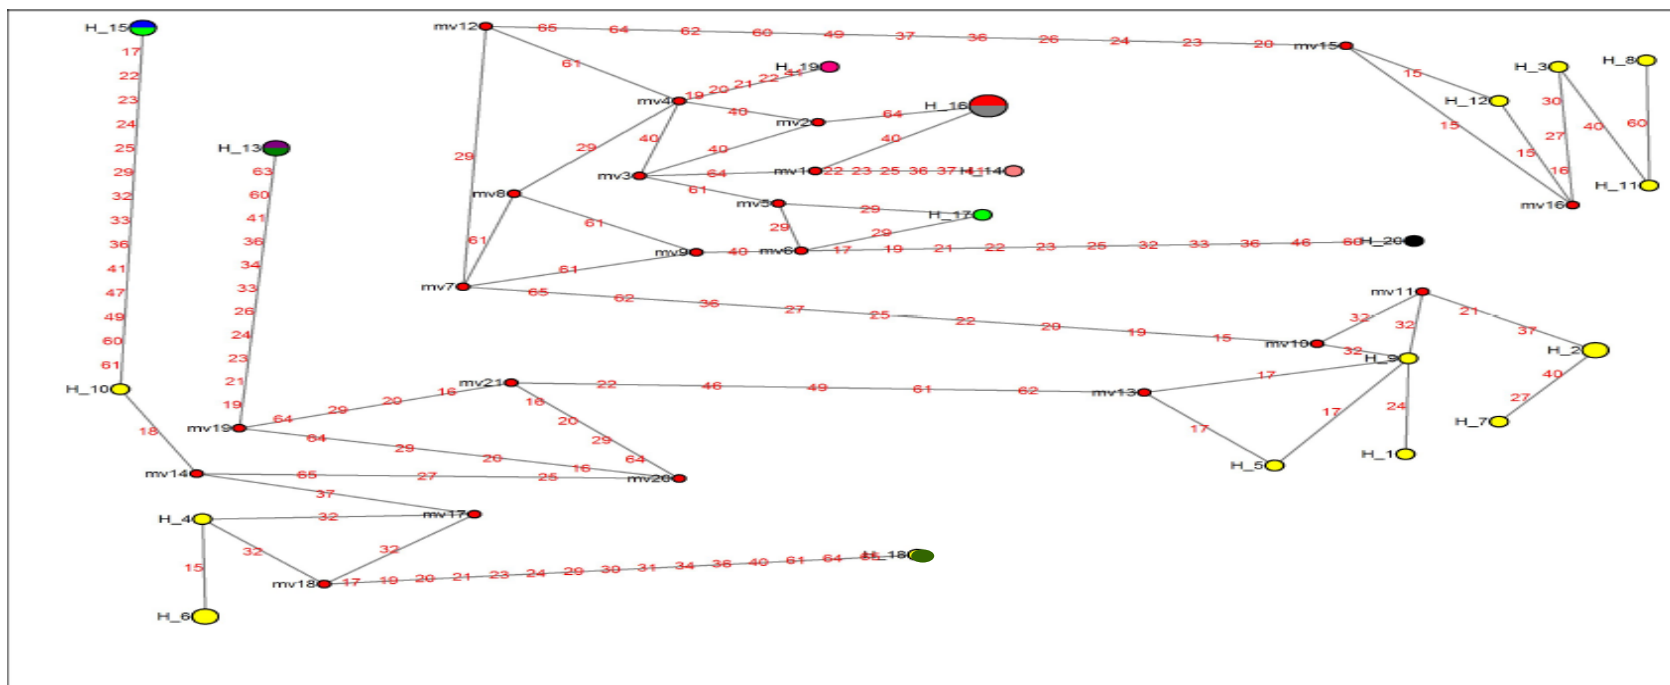 H_15 17 22 23 24 25 29 32 33 36 41 47 49 60 61 H_10
18
H_13 63 60 41 36 34 33 26 24 23 21 19 mv19
mv12 65 64 62 60 49 37 36 26 24 23 20 mv15
61
29 61
mv4 19 20 21 22 41 H_19
40 mv2 64 H_16
40 40 40
mv3 64 mv1 22 23 25 36 37 H_14
61 mv5 29 H_17
29 29
29 mv8 61 mv9 40 mv6 17 19 21 22 23 25 32 33 36 46 60 H_20
61
mv7 65 62 36 27 25 22 20 19 15 mv10
15 H_12 15
15
H_3 30 27 16 mv16
40 H_8 60 H_11
mv11 32 32 32 H_9
21 37 H_2
40 27 H_7
24 H_1
17 17 17 H_5
mv21 22 46 49 61 62 mv13
64 29 20 16
64 29 20 16 mv20
16 20 29 64
mv14 65 27 25
37 mv17
H_4 32
32 32
15 H_6
mv18 17 19 20 21 23 24 29 30 31 34 36 40 61 64 H_18